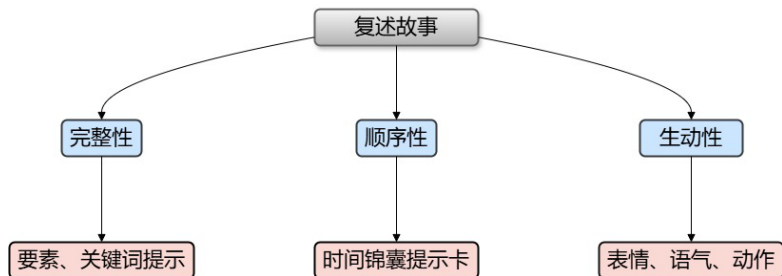 复述故事
完整性
顺序性
生动性
要素、关键词提示
时间锦囊提示卡
表情、语气、动作